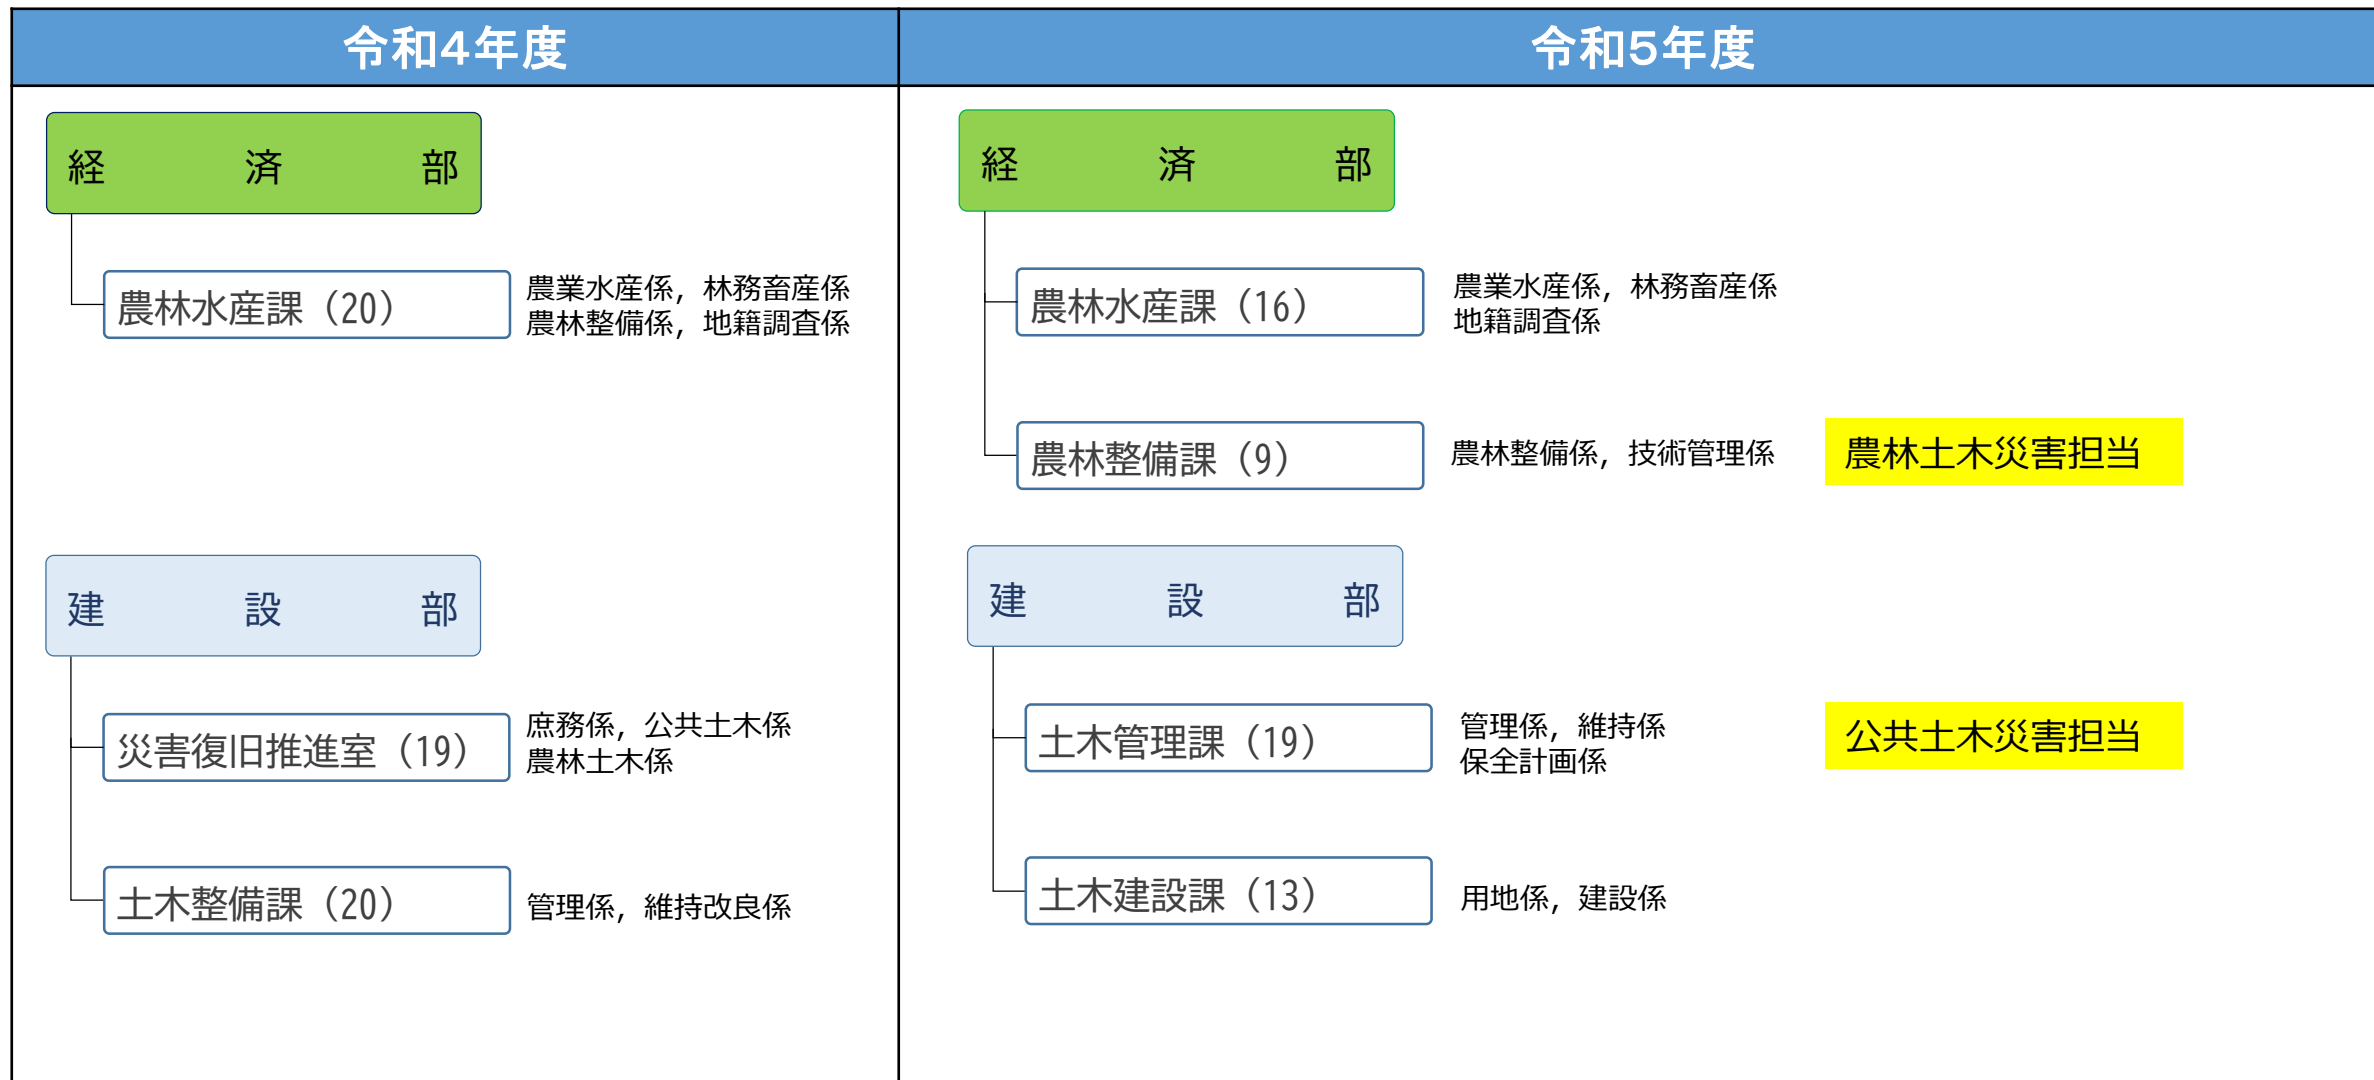 令和4年度
令和5年度
経済部
農林水産課（20）
農業水産係，林務畜産係
農林整備係，地籍調査係
建設部
災害復旧推進室（19）
庶務係，公共土木係
農林土木係
土木整備課（20）
管理係，維持改良係
経済部
農林水産課（16）
農業水産係，林務畜産係
地籍調査係
農林整備課（9）
農林整備係，技術管理係
農林土木災害担当
建設部
土木管理課（19）
管理係，維持係
保全計画係
公共土木災害担当
土木建設課（13）
用地係，建設係